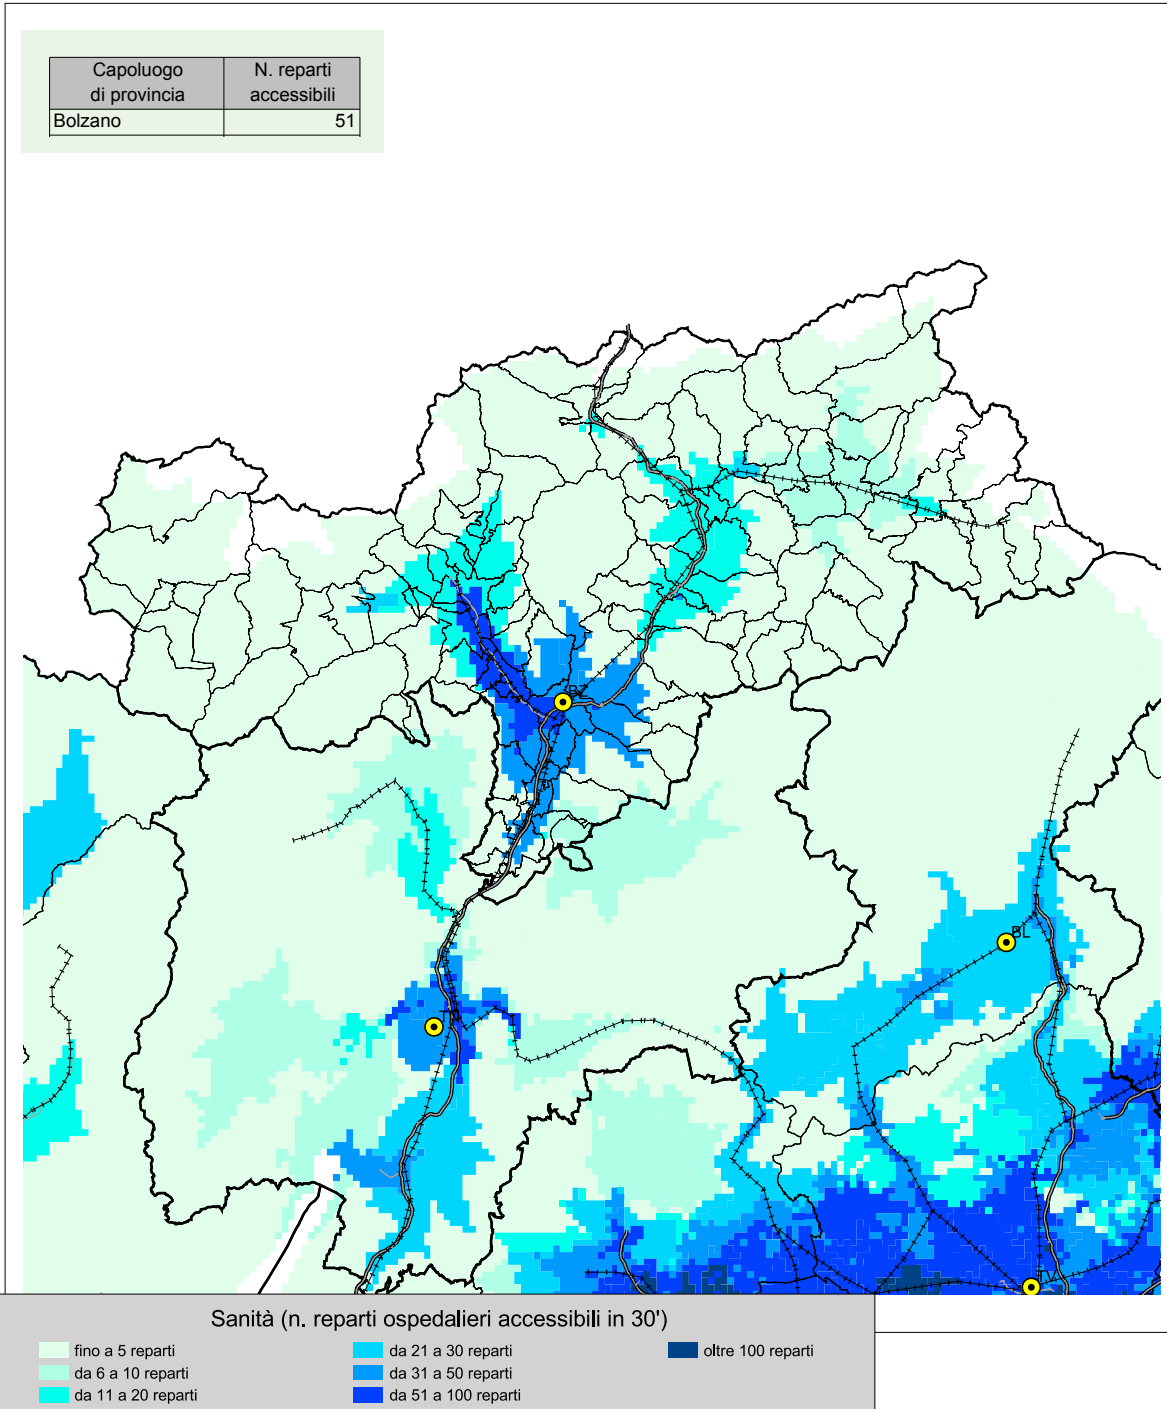 Capoluogo di provincia N. reparti accessibili
Bolzano 51
BL
Sanità (n. reparti ospedalieri accessibili in 30')
fino a 5 reparti
da 6 a 10 reparti
da 11 a 20 reparti
da 21 a 30 reparti
da 31 a 50 reparti
da 51 a 100 reparti
oltre 100 reparti